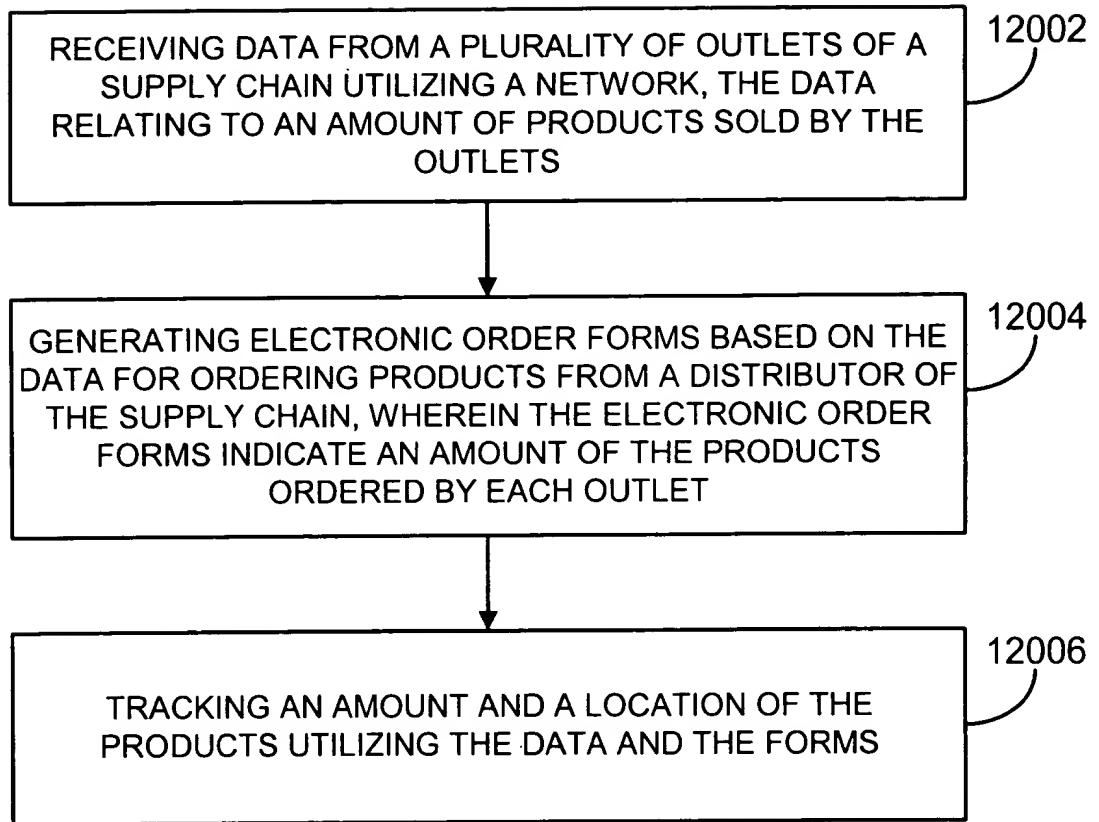 RECEIVING DATA FROM A PLURALITY OF OUTLETS OF A
SUPPLY CHAIN UTILIZING A NETWORK, THE DATA
RELATING TO AN AMOUNT OF PRODUCTS SOLD BY THE
OUTLETS
12002
GENERATING ELECTRONIC ORDER FORMS BASED ON THE
DATA FOR ORDERING PRODUCTS FROM A DISTRIBUTOR OF
THE SUPPLY CHAIN, WHEREIN THE ELECTRONIC ORDER
FORMS INDICATE AN AMOUNT OF THE PRODUCTS
ORDERED BY EACH OUTLET
12004
TRACKING AN AMOUNT AND A LOCATION OF THE
PRODUCTS UTILIZING THE DATA AND THE FORMS
12006